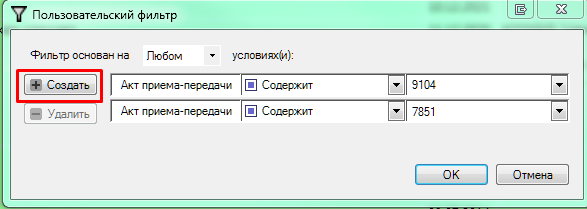 Пользовательский фильтр
Фильтр основан на Любом условиях(и):
Создать Акт приема-передачи Содержит 9104
Удалить Акт приема-передачи Содержит 7851
OK Отмена